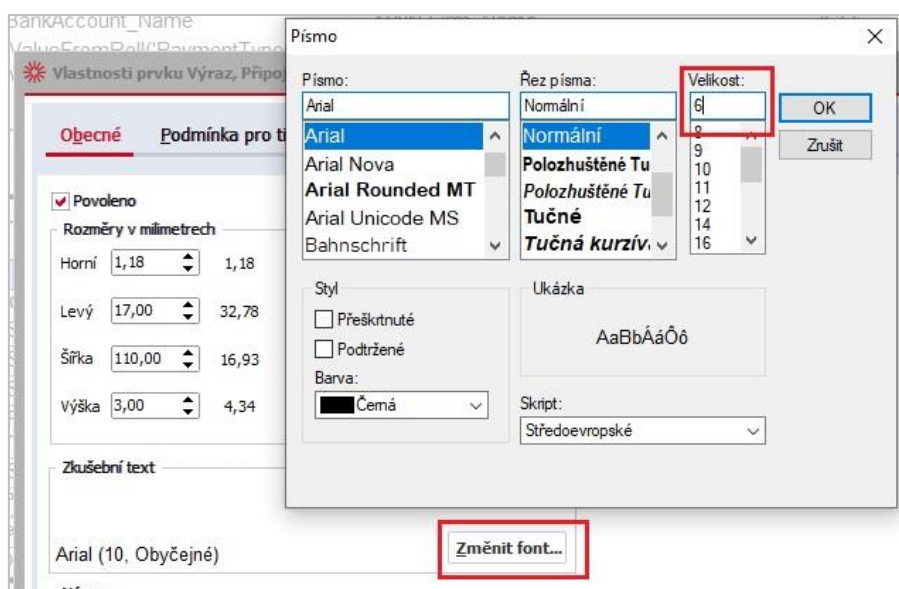 BankAccount_Name
Písmo
Vlastnosti prvku Výraz, Připoj
Obecné
Podmínka pro ti
Povoleno
Rozměry v milimetrech
Horní 1,18 1,18
Levý 17,00 32,78
Šířka 110,00 16,93
Výška 3,00 4,34
Zkušební text
Arial (10, Obyčejné)
Změnit font...
Písmo:
Arial
Arial
Arial Nova
Arial Rounded MT
Arial Unicode MS
Bahnschrift
Řez písma:
Normální
Normální
Polozhuštěné Tu
Polozhuštěné Tu
Tučné
Tučná kurzív
Velikost:
6
8
9
10
11
12
14
16
OK
Zrušit
Styl
Přeškrtnuté
Podtržené
Barva:
Černá
Ukázka
AaBbÁáÔô
Skript:
Středoevropské